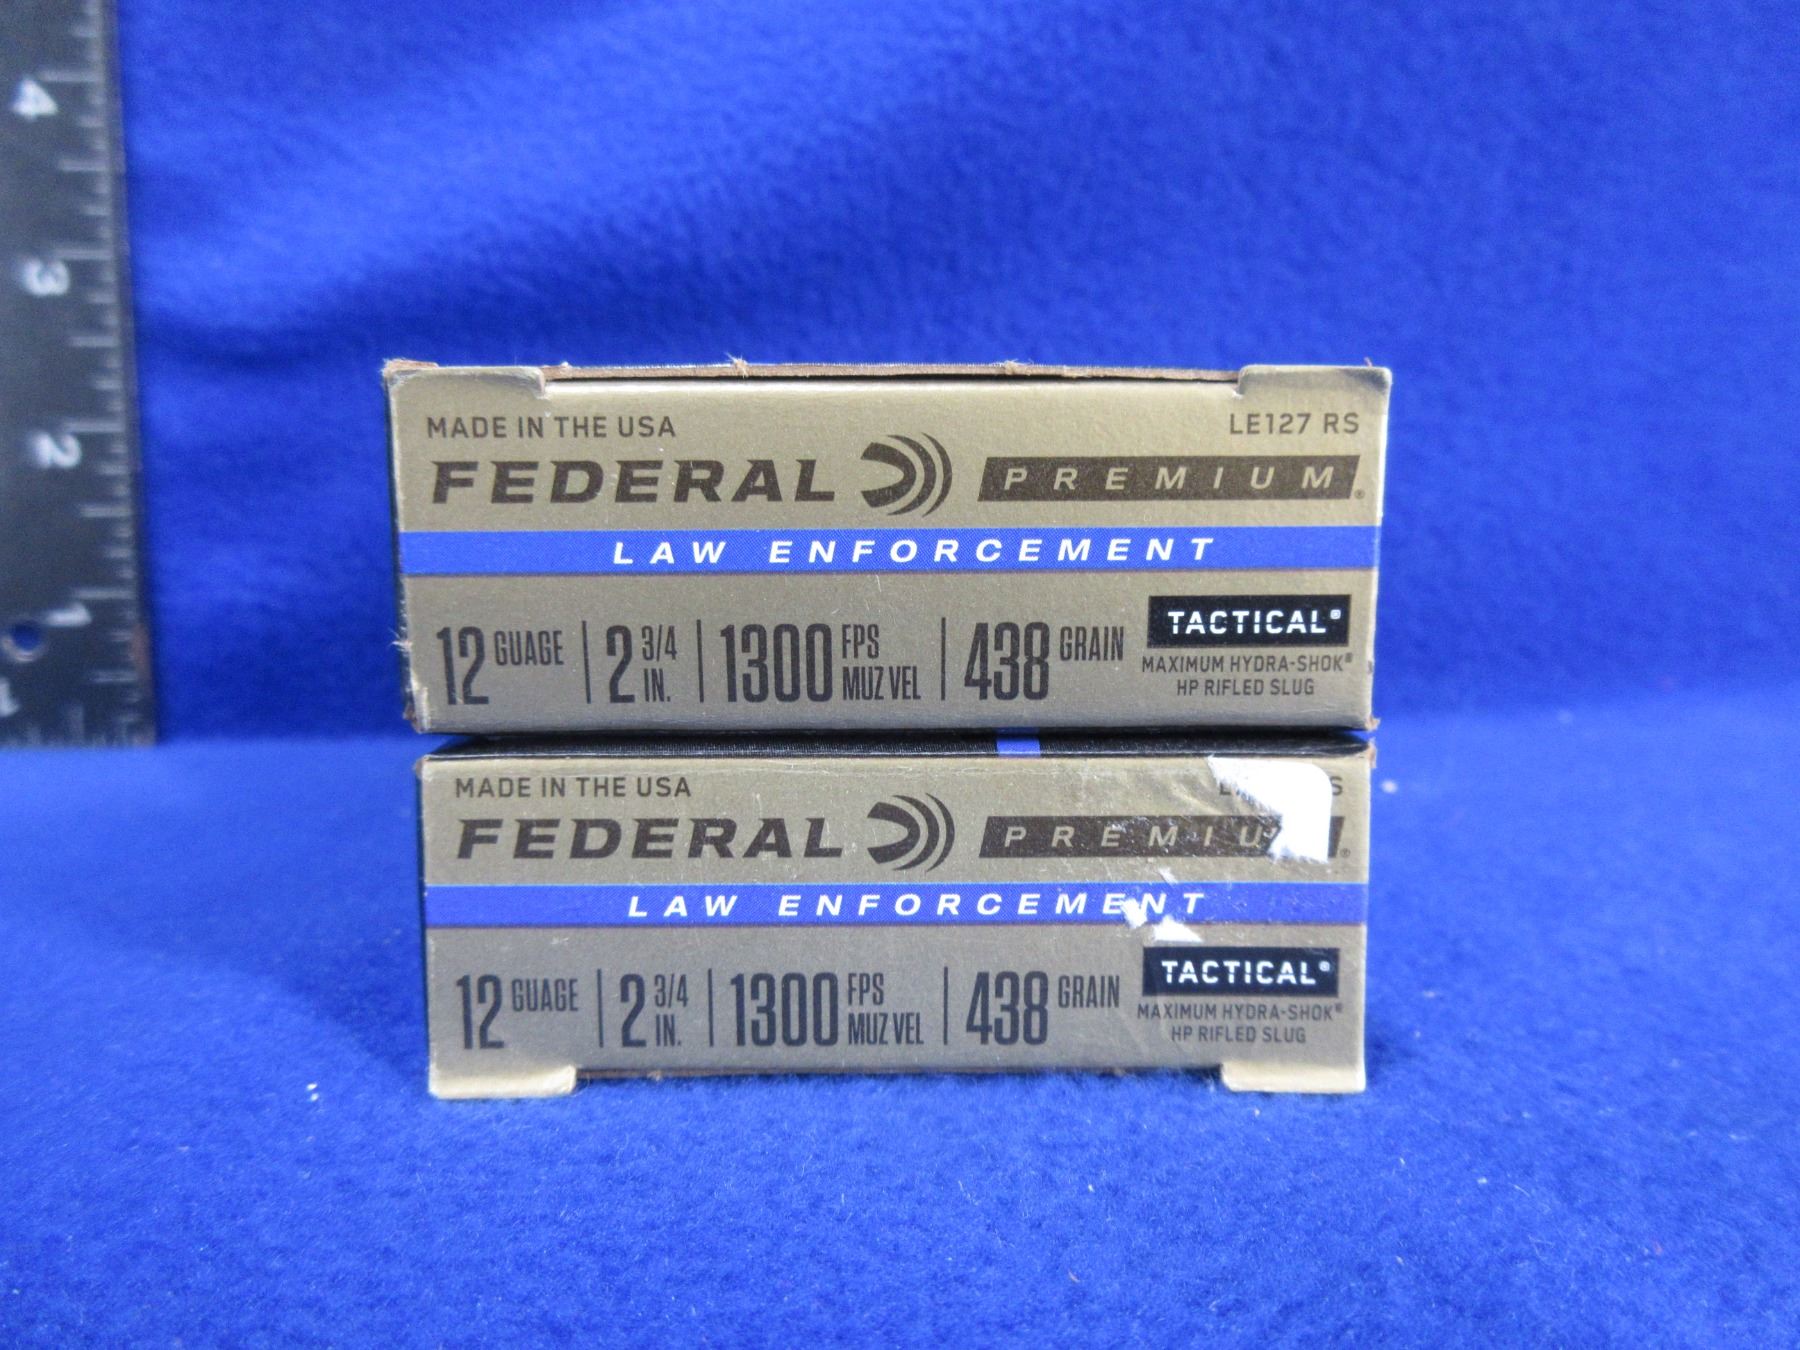 4
3
2
1
MADE IN THE USA LE127 RS
FEDERAL PREMIUM®
LAW ENFORCEMENT
12 GUAGE | 2 3/4 IN. | 1300 FPS MUZ VEL | 438 GRAIN
TACTICAL®
MAXIMUM HYDRA-SHOK®
HP RIFLED SLUG
MADE IN THE USA
FEDERAL
LAW ENFORCEMENT
12 GUAGE | 2 3/4 IN. | 1300 FPS MUZ VEL | 438 GRAIN
TACTICAL®
MAXIMUM HYDRA-SHOK®
HP RIFLED SLUG